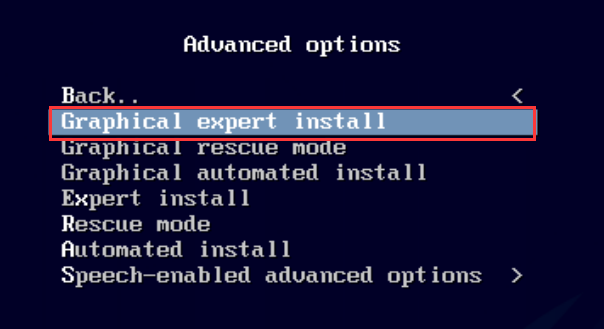 Advanced options
Back.. <
Graphical expert install
Graphical rescue mode
Graphical automated install
Expert install
Rescue mode
Automated install
Speech-enabled advanced options >